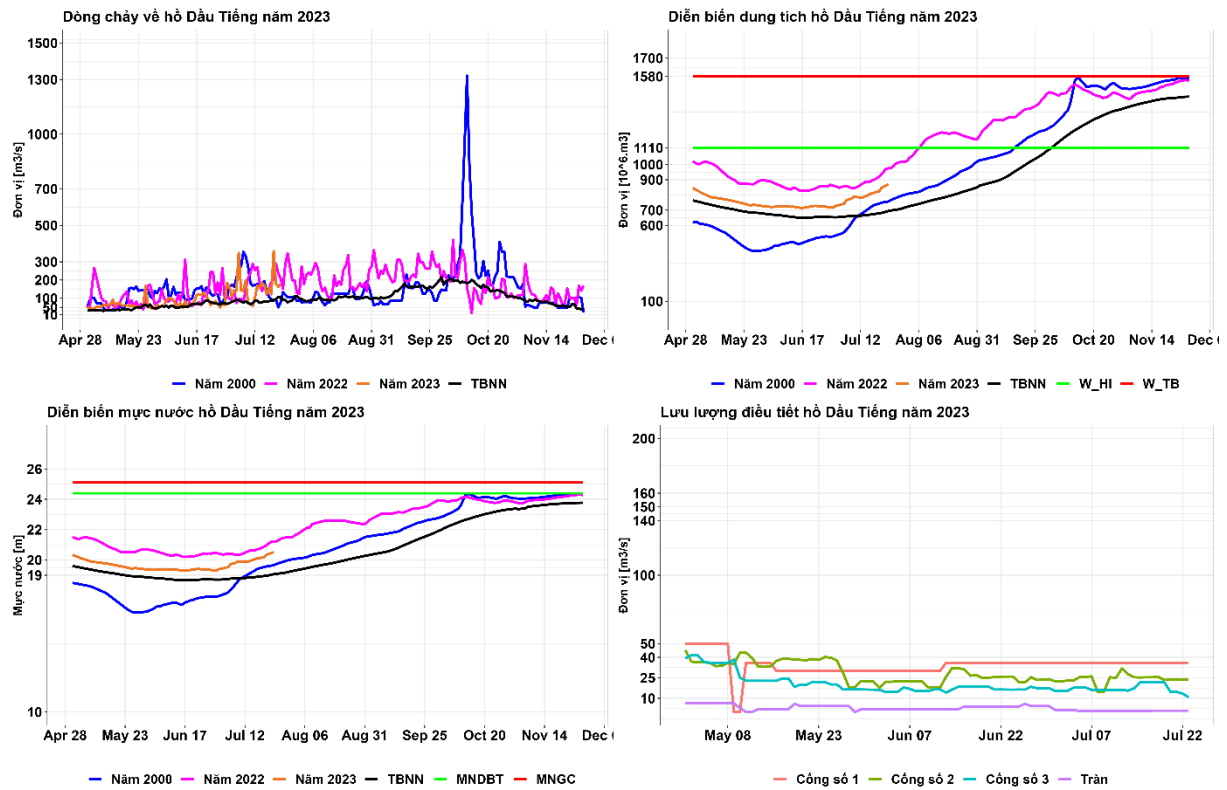 Dòng chảy về hồ Dầu Tiếng năm 2023
Đơn vị [m3/s]
1500
1300
1000
700
500
300
200
100
10
Apr 28 May 23 Jun 17 Jul 12 Aug 06 Aug 31 Sep 25 Oct 20 Nov 14 Dec
Năm 2000 Năm 2022 Năm 2023 TBNN
Diễn biến dung tích hồ Dầu Tiếng năm 2023
Đơn vị [10^6.m3]
1700
1580
1110
1000
900
700
600
100
Apr 28 May 23 Jun 17 Jul 12 Aug 06 Aug 31 Sep 25 Oct 20 Nov 14 Dec
Năm 2000 Năm 2022 Năm 2023 TBNN W_HI W_TB
Diễn biến mực nước hồ Dầu Tiếng năm 2023
Mực nước [m]
26
24
22
20
19
10
Apr 28 May 23 Jun 17 Jul 12 Aug 06 Aug 31 Sep 25 Oct 20 Nov 14 Dec
Năm 2000 Năm 2022 Năm 2023 TBNN MNDBT MNGC
Lưu lượng điều tiết hồ Dầu Tiếng năm 2023
Đơn vị [m3/s]
200
160
150
140
100
50
40
25
10
May 08 May 23 Jun 07 Jun 22 Jul 07 Jul 22
Cống số 1 Cống số 2 Cống số 3 Tràn